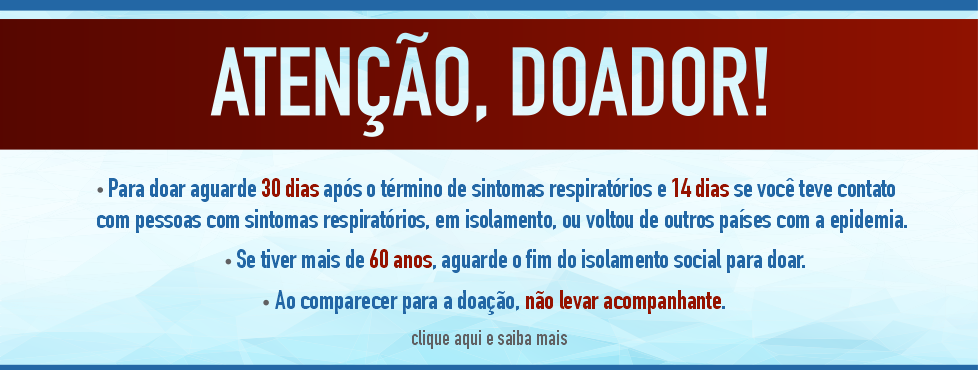 ATENÇÃO, DOADOR!
• Para doar aguarde 30 dias após o término de sintomas respiratórios e 14 dias se você teve contato
com pessoas com sintomas respiratórios, em isolamento, ou voltou de outros países com a epidemia.
• Se tiver mais de 60 anos, aguarde o fim do isolamento social para doar.
• Ao comparecer para a doação, não levar acompanhante.
clique aqui e saiba mais